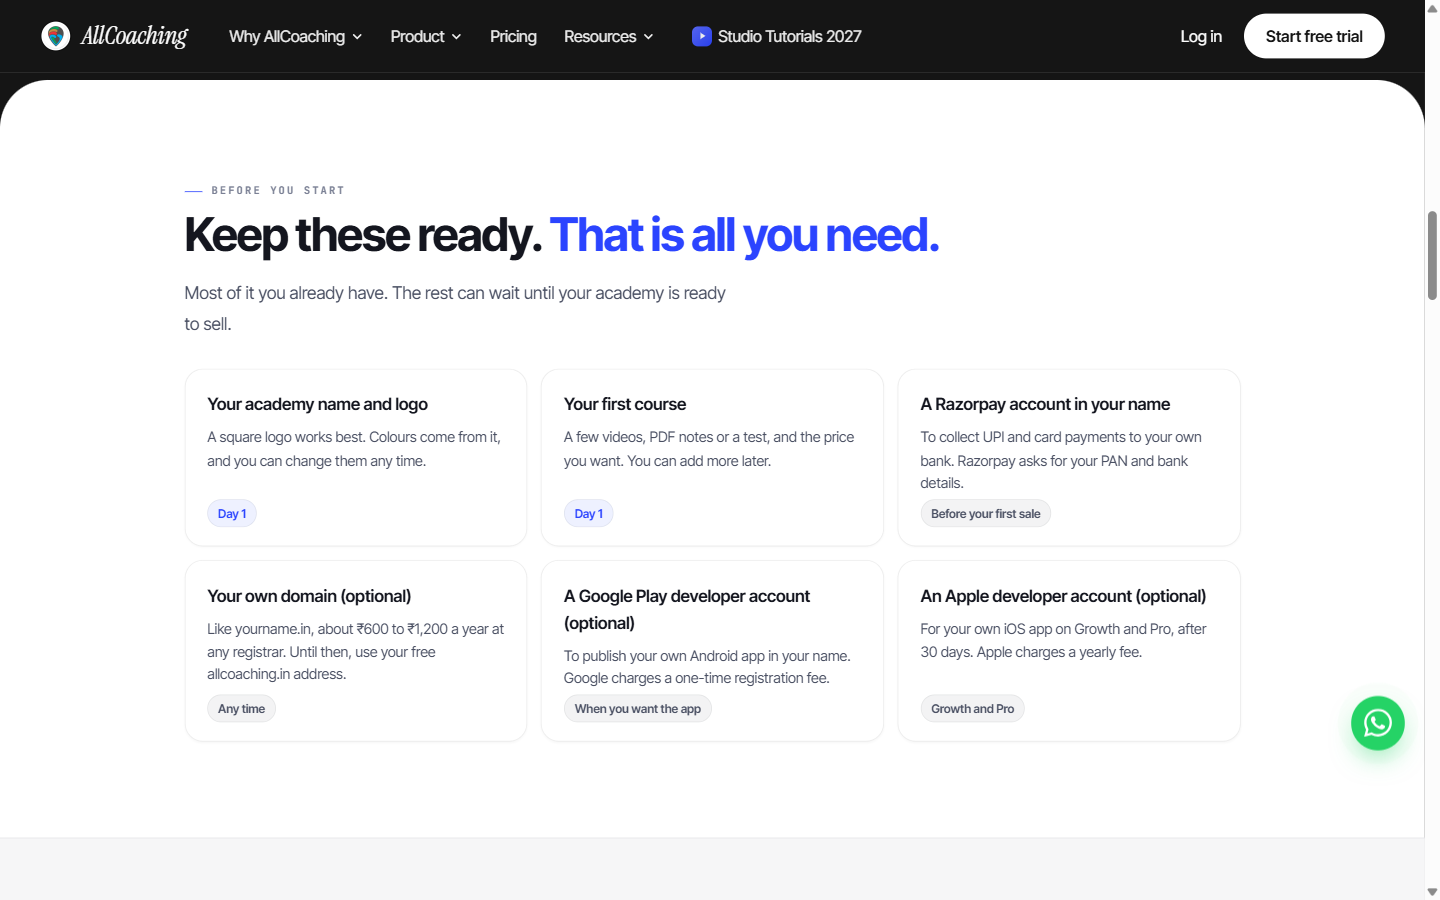 AllCoaching
Why AllCoaching
Product
Pricing
Resources
Studio Tutorials 2027
Log in
Start free trial
BEFORE YOU START
Keep these ready. That is all you need.
Most of it you already have. The rest can wait until your academy is ready
to sell.
Your academy name and logo
A square logo works best. Colours come from it,
and you can change them any time.
Day 1
Your first course
A few videos, PDF notes or a test, and the price
you want. You can add more later.
Day 1
A Razorpay account in your name
To collect UPI and card payments to your own
bank. Razorpay asks for your PAN and bank
details.
Before your first sale
Your own domain (optional)
Like yourname.in, about ₹600 to ₹1,200 a year at
any registrar. Until then, use your free
allcoaching.in address.
Any time
A Google Play developer account
(optional)
To publish your own Android app in your name.
Google charges a one-time registration fee.
When you want the app
An Apple developer account (optional)
For your own iOS app on Growth and Pro, after
30 days. Apple charges a yearly fee.
Growth and Pro